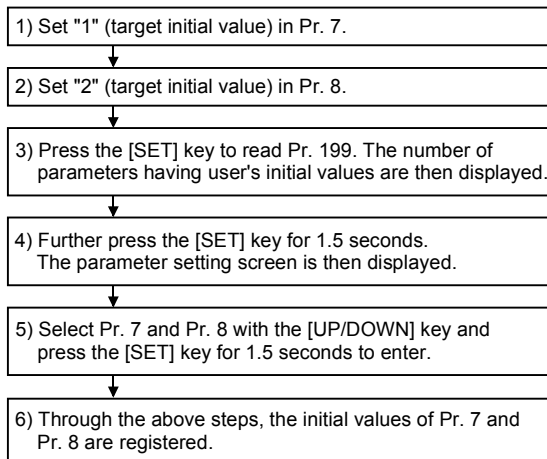 1) Set "1" (target initial value) in Pr. 7.
2) Set "2" (target initial value) in Pr. 8.
3) Press the [SET] key to read Pr. 199. The number of
parameters having user's initial values are then displayed.
4) Further press the [SET] key for 1.5 seconds.
The parameter setting screen is then displayed.
5) Select Pr. 7 and Pr. 8 with the [UP/DOWN] key and
press the [SET] key for 1.5 seconds to enter.
6) Through the above steps, the initial values of Pr. 7 and
Pr. 8 are registered.